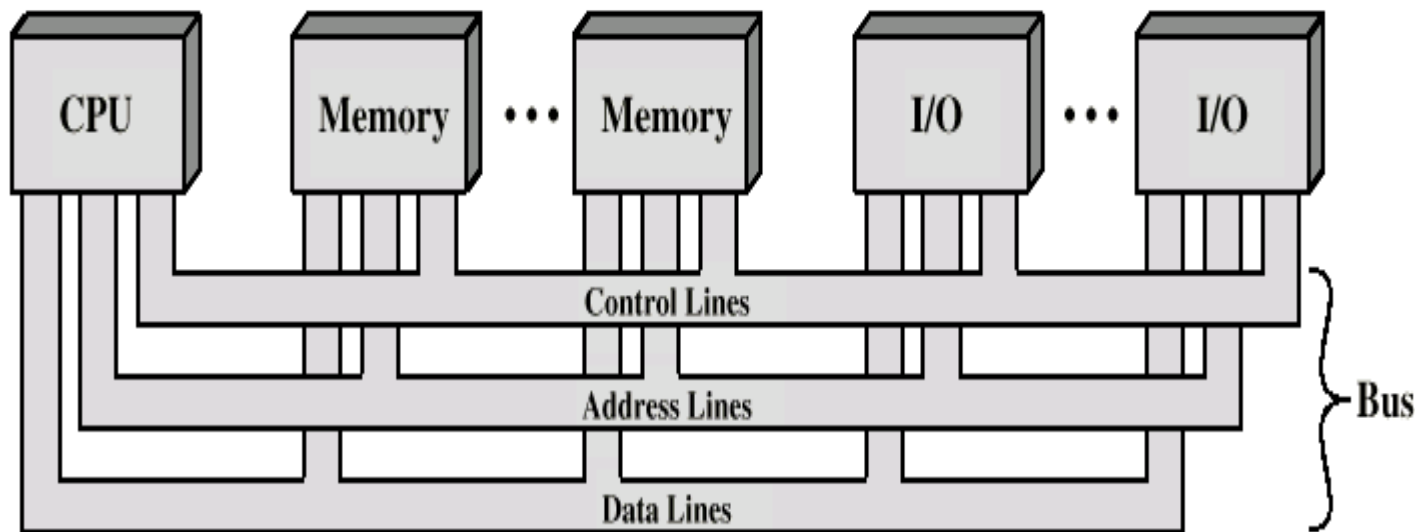 CPU
Memory
•••
Memory
I/O
•••
I/O
Control Lines
Address Lines
Bus
Data Lines